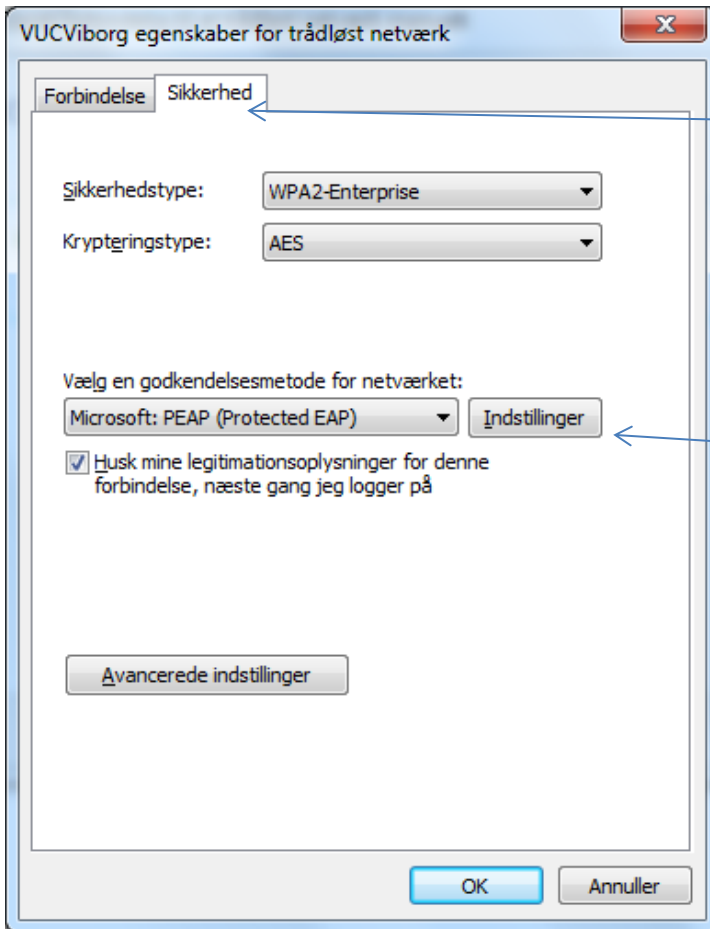 VUCViborg egenskaber for trådløst netværk
Forbindelse Sikkerhed
Sikkerhedstype: WPA2-Enterprise
Krypteringstype: AES
Vælg en godkendelsesmetode for netværket:
Microsoft: PEAP (Protected EAP) Indstillinger
Husk mine legitimationsoplysninger for denne
forbindelse, næste gang jeg logger på
Avancerede indstillinger
OK Annuller